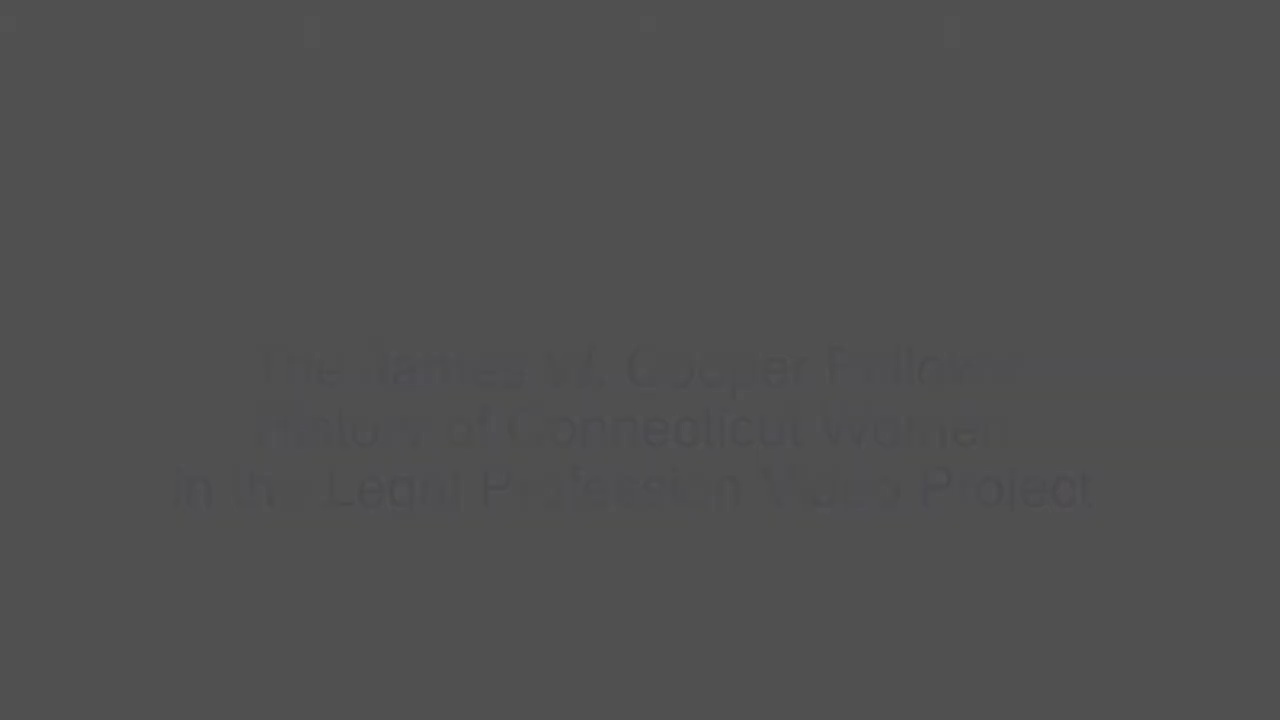 The James W. Cooper Fellows
History of Connecticut Women
in the Legal Profession Video Project